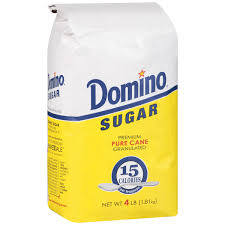 Domino
SUGAR
PREMIUM
PURE CANE
GRANULATED
15
CALORIES
NET WT 4 LB (1.81kg)